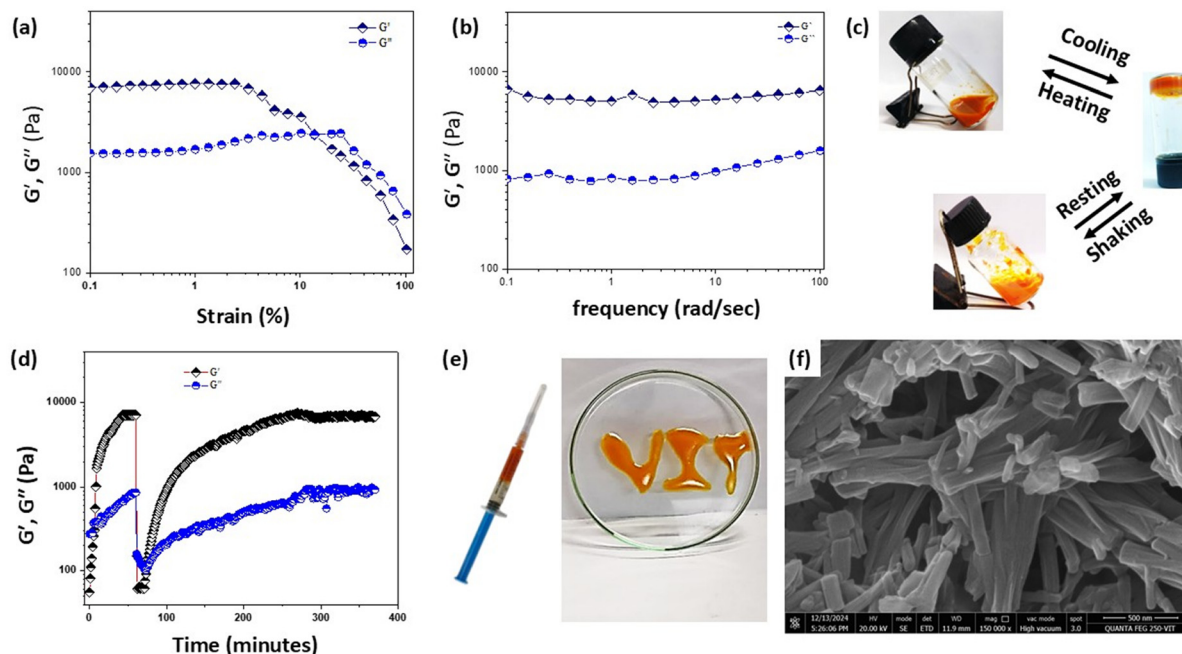 (a)
G'
G"
G', G" (Pa)
10000
1000
100
0.1
1
10
100
Strain (%)
(b)
G`
G``
G', G" (Pa)
10000
1000
100
0.1
1
10
100
frequency (rad/sec)
(c)
Cooling
Heating
Resting
Shaking
(d)
G'
G"
G', G" (Pa)
10000
1000
100
0
100
200
300
400
Time (minutes)
(e)
VIT
(f)
12/13/2024 HV mode det WD mag vac mode spot 500 nm
5:26:06 PM 20.00 kV SE ETD 11.9 mm 150 000 x High vacuum 3.0 QUANTA FEG 250-VIT